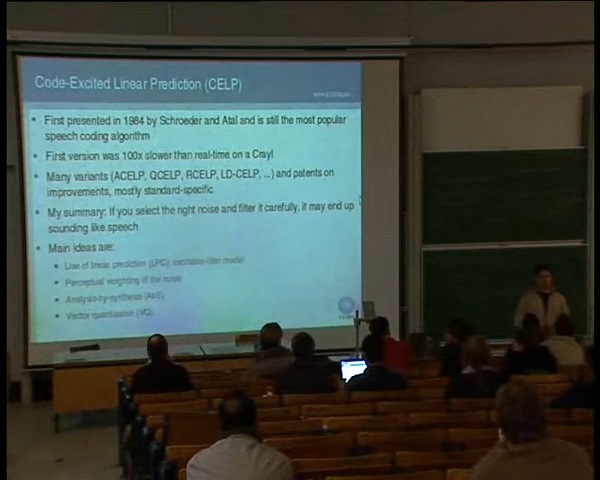 Code-Excited Linear Prediction (CELP)
• First presented in 1984 by Schroeder and Atal and is still the most popular
speech coding algorithm
• First version was 100x slower than real-time on a Cray!
• Many variants (ACELP, QCELP, RCELP, LD-CELP, ...) and patents on
improvements, mostly standard-specific
• My summary: If you select the right noise and filter it carefully, it may end up
sounding like speech
• Main ideas are:
• Use of linear prediction (LPC), excitation-filter model
• Perceptual weighting of the noise
• Analysis-by-synthesis (AbS)
• Vector quantisation (VQ)